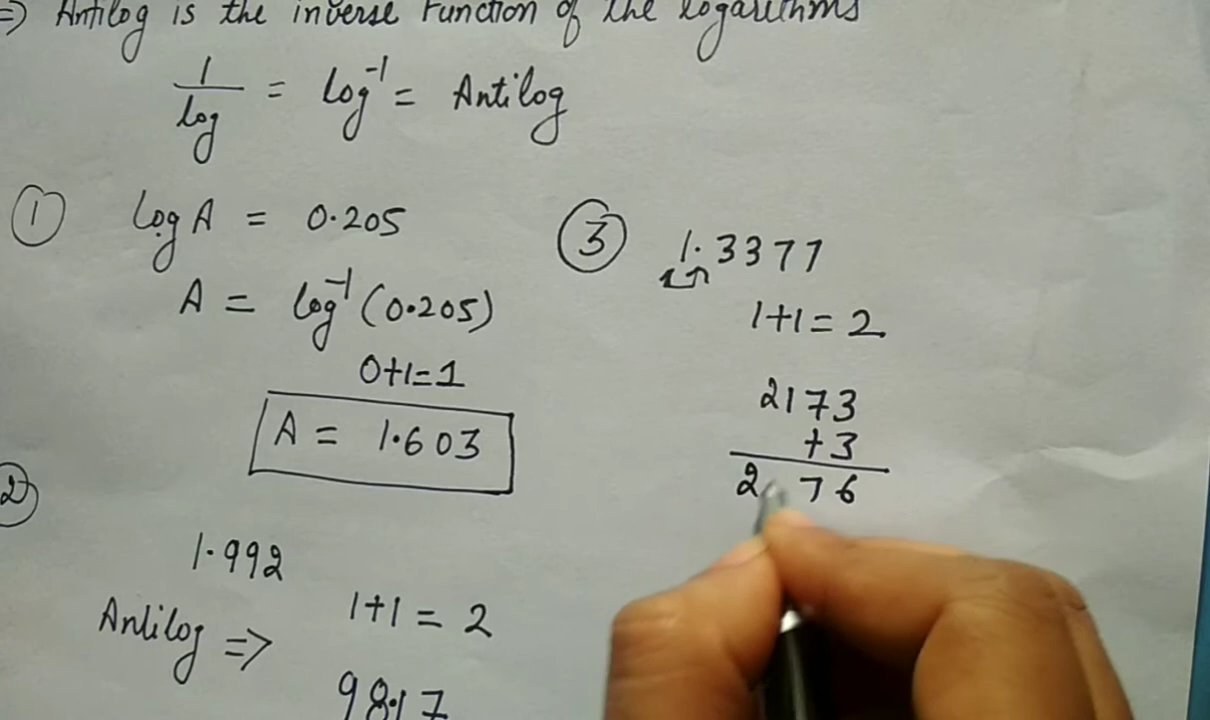 => Antilog is the inverse Function of the logarithms
1/log = log⁻¹ = Antilog
① log A = 0.205
A = log⁻¹ (0.205)
0+1=1
A = 1.603
② 1.992
Antilog => 1+1 = 2
98.17
③ 1.3377
1+1=2
2173
+3
2 76